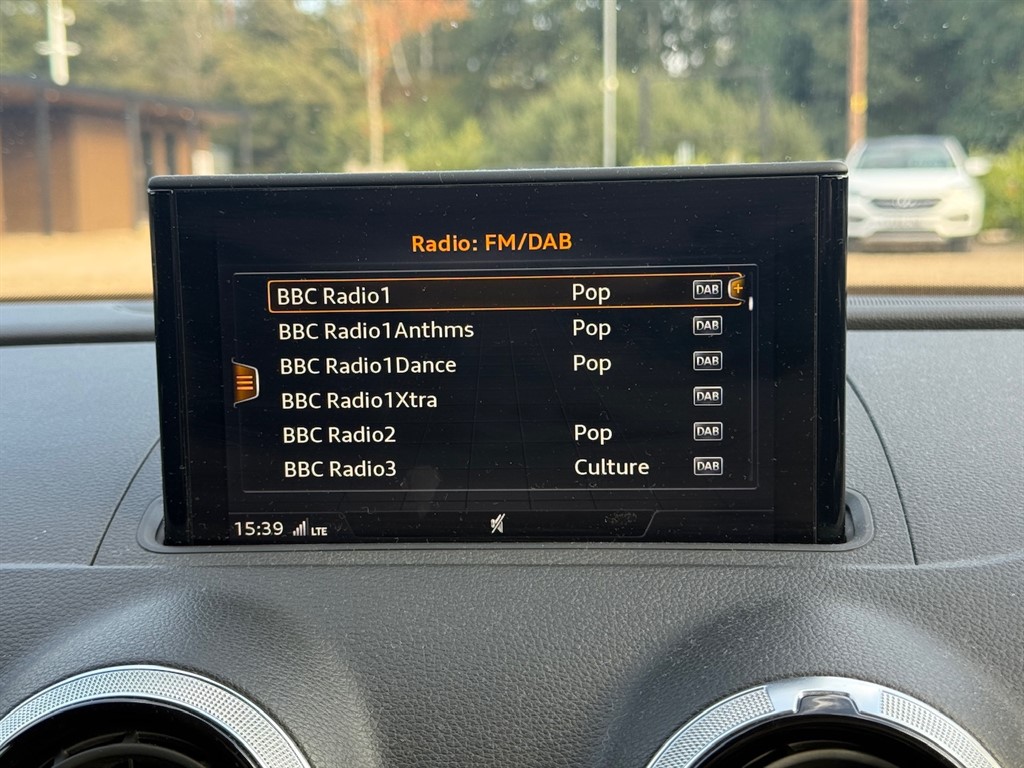 Radio: FM/DAB
BBC Radio1 Pop DAB +
BBC Radio1Anthms Pop DAB
BBC Radio1Dance Pop DAB
BBC Radio1Xtra DAB
BBC Radio2 Pop DAB
BBC Radio3 Culture DAB
15:39 LTE